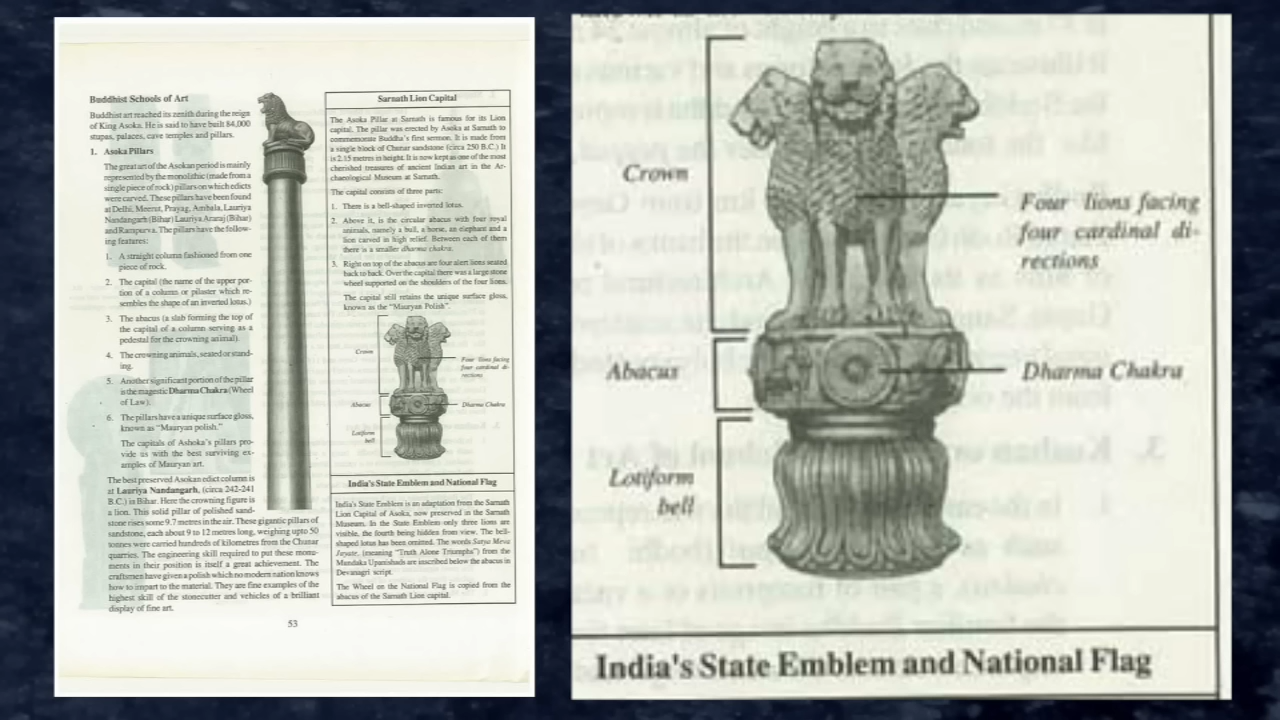 Buddhist Schools of Art
Buddhist art reached its zenith during the reign
of King Asoka. He is said to have built 84,000
stupas, palaces, cave temples and pillars.
1. Asoka Pillars
The great art of the Asokan period is mainly
represented by the monolithic (made from a
single piece of rock) pillars on which edicts
were carved. These pillars have been found
at Delhi, Meerut, Prayag, Ambala, Lauriya
Nandangarh (Bihar) Lauriya Araraj (Bihar)
and Rampurva. The pillars have the follow-
ing features:
1. A straight column fashioned from one
piece of rock.
2. The capital (the name of the upper por-
tion of a column or pilaster which re-
sembles the shape of an inverted lotus.)
3. The abacus (a slab forming the top of
the capital of a column serving as a
pedestal for the crowning animal).
4. The crowning animals, seated or stand-
ing.
5. Another significant portion of the pillar
is the magestic Dharma Chakra (Wheel
of Law).
6. The pillars have a unique surface gloss,
known as "Mauryan polish."
The capitals of Ashoka's pillars pro-
vide us with the best surviving ex-
amples of Mauryan art.
The best preserved Asokan edict column is
at Lauriya Nandangarh, (circa 242-241
B.C.) in Bihar. Here the crowning figure is
a lion. This solid pillar of polished sand-
stone rises some 9.7 metres in the air. These gigantic pillars of
sandstone, each about 9 to 12 metres long, weighing upto 50
tonnes were carried hundreds of kilometres from the Chunar
quarries. The engineering skill required to put these monu-
ments in their position is itself a great achievement. The
craftsmen have given a polish which no modern nation knows
how to impart to the material. They are fine examples of the
highest skill of the stonecutter and vehicles of a brilliant
display of fine art.
Sarnath Lion Capital
The Asoka Pillar at Sarnath is famous for its Lion
capital. The pillar was erected by Asoka at Sarnath to
commemorate Buddha's first sermon. It is made from
a single block of Chunar sandstone (circa 250 B.C.) It
is 2.15 metres in height. It is now kept as one of the most
cherished treasures of ancient Indian art in the Ar-
chaeological Museum at Sarnath.
The capital consists of three parts:
1. There is a bell-shaped inverted lotus.
2. Above it, is the circular abacus with four royal
animals, namely a bull, a horse, an elephant and a
lion carved in high relief. Between each of them
there is a smaller dharma chakra.
3. Right on top of the abacus are four alert lions seated
back to back. Over the capital there was a large stone
wheel supported on the shoulders of the four lions.
The capital still retains the unique surface gloss,
known as the "Mauryan Polish".
Crown
Four lions facing
four cardinal di-
rections
Abacus
Dharma Chakra
Lotiform
bell
India's State Emblem and National Flag
India's State Emblem is an adaptation from the Sarnath
Lion Capital of Asoka, now preserved in the Sarnath
Museum. In the State Emblem only three lions are
visible, the fourth being hidden from view. The bell-
shaped lotus has been omitted. The words Satya Meva
Jayate, (meaning "Truth Alone Triumphs") from the
Mundaka Upanishads are inscribed below the abacus in
Devanagri script.
The Wheel on the National Flag is copied from the
abacus of the Sarnath Lion capital.
53
Crown
Four lions facing
four cardinal di-
rections
Abacus
Dharma Chakra
Lotiform
bell
India's State Emblem and National Flag